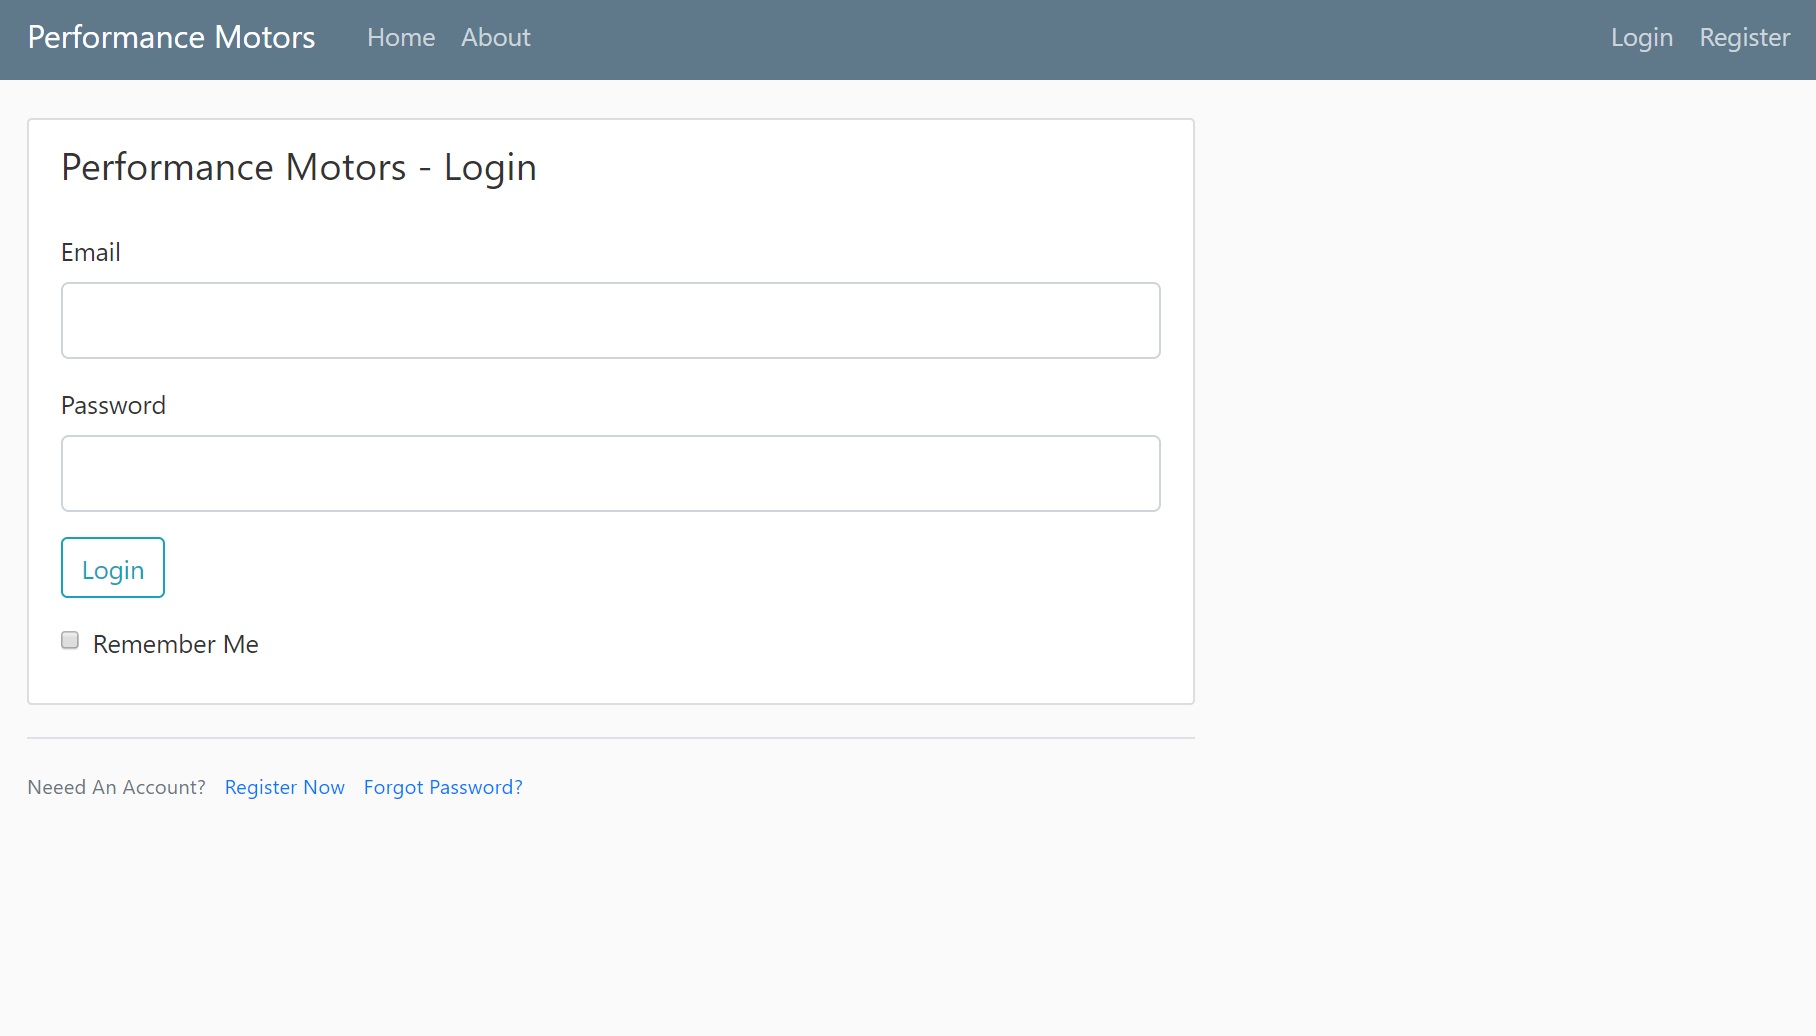 Performance Motors Home About Login Register
Performance Motors - Login
Email
Password
Login
Remember Me
Neeed An Account? Register Now Forgot Password?